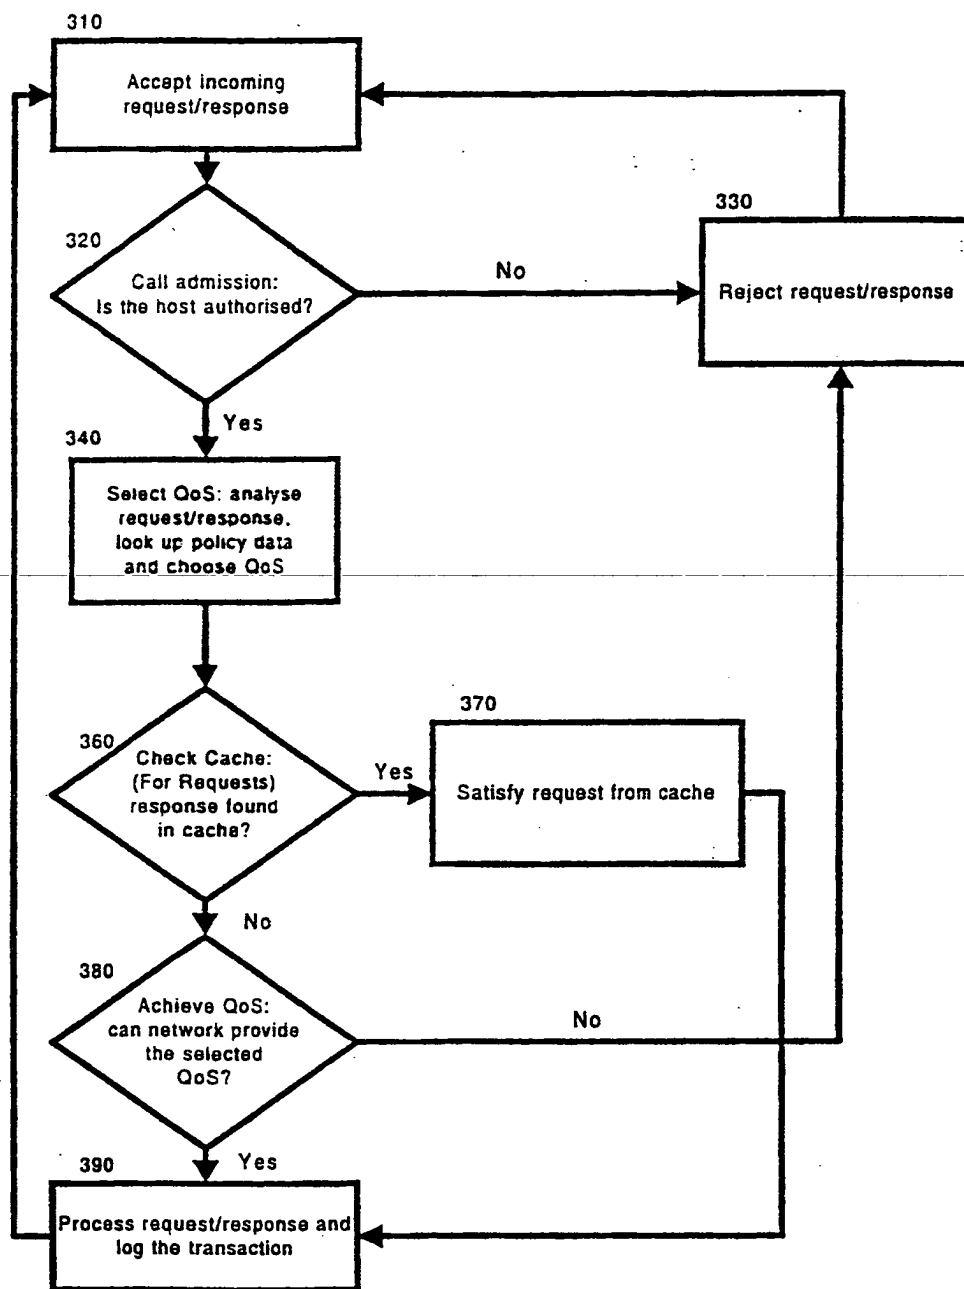 310
Accept incoming
request/response
320
Call admission:
Is the host authorised?
No
330
Reject request/response
Yes
340
Select QoS: analyse
request/response,
look up policy data
and choose QoS
360
Check Cache:
(For Requests)
response found
in cache?
Yes
370
Satisfy request from cache
No
380
Achieve QoS:
can network provide
the selected
QoS?
No
Yes
390
Process request/response and
log the transaction